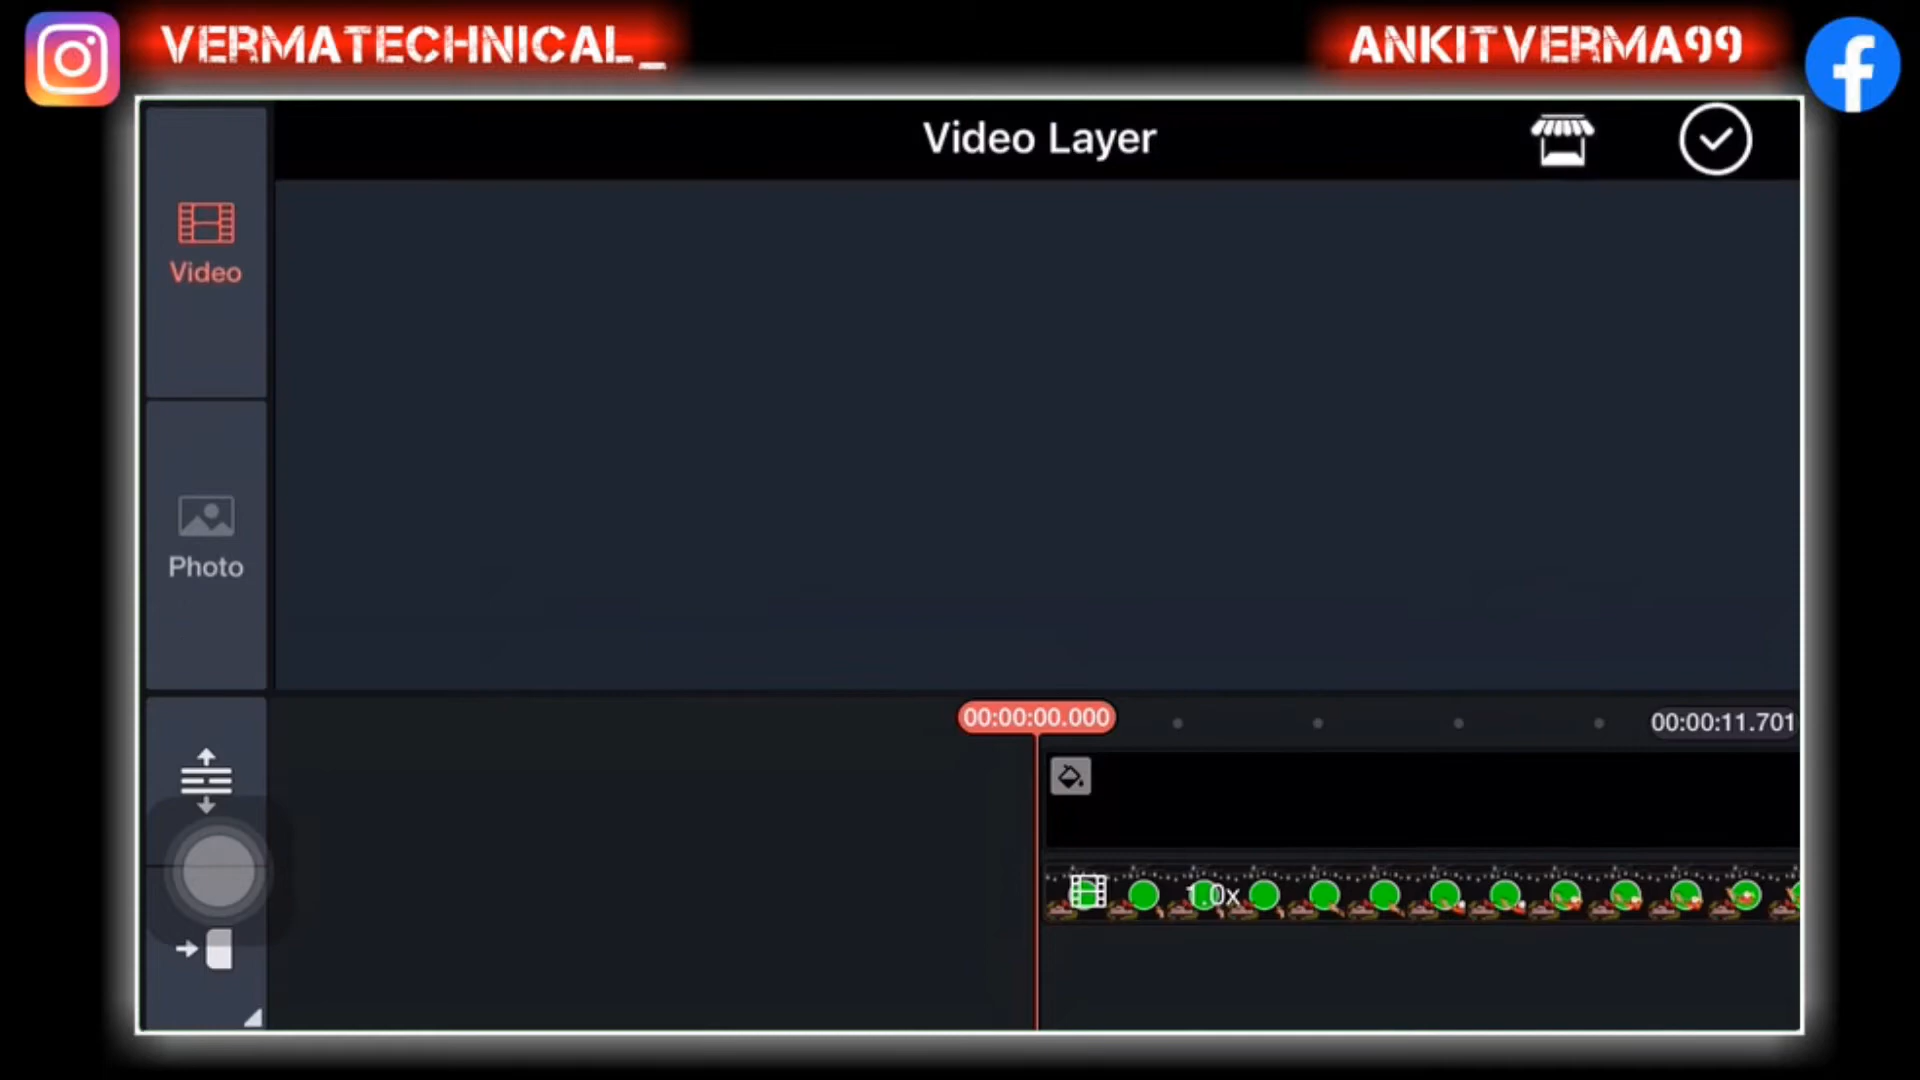 VERMATECHNICAL_
ANKITVERMA99
Video Layer
Video
Photo
00:00:00.000
00:00:11.701
1.0x